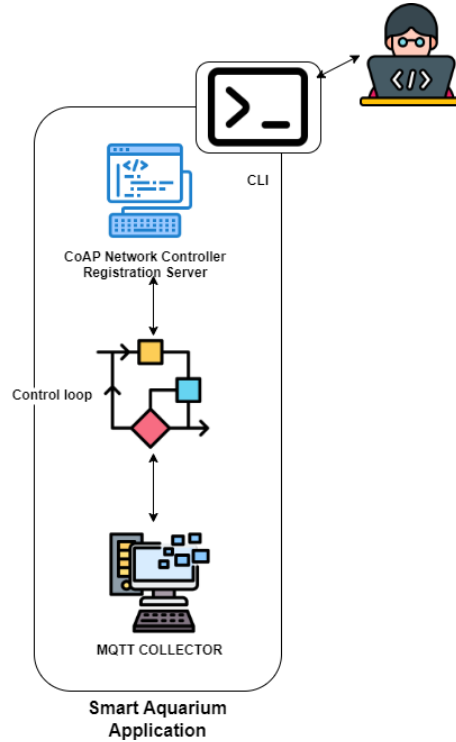 </>
CLI
</>
CoAP Network Controller
Registration Server
Control loop
MQTT COLLECTOR
Smart Aquarium
Application